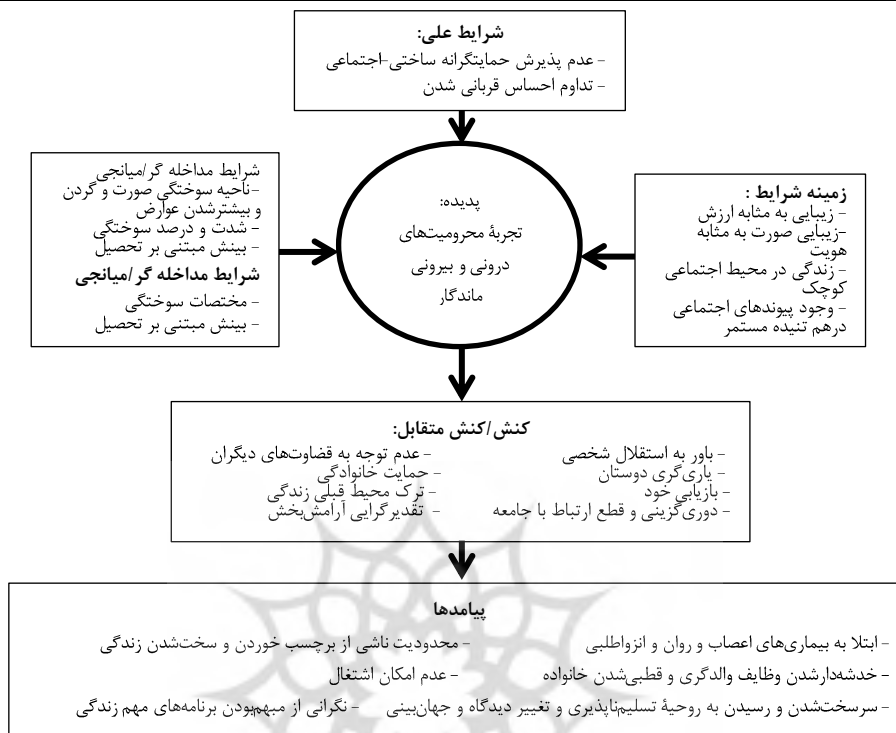 شرایط علی:
- عدم پذیرش حمایتگرانه ساختی-اجتماعی
- تداوم احساس قربانی شدن
زمینه شرایط :
- زیبایی به مثابه ارزش
-زیبایی صورت به مثابه
هویت
- زندگی در محیط اجتماعی
کوچک
- وجود پیوندهای اجتماعی
درهم تنیده مستمر
پدیده:
تجربهٔ محرومیت‌های
درونی و بیرونی
ماندگار
شرایط مداخله گر/میانجی
-ناحیه سوختگی صورت و گردن
و بیشترشدن عوارض
- شدت و درصد سوختگی
- بینش مبتنی بر تحصیل
شرایط مداخله گر/میانجی
- مختصات سوختگی
- بینش مبتنی بر تحصیل
کنش/کنش متقابل:
- باور به استقلال شخصی
- یاری‌گری دوستان
- بازیابی خود
- دوری‌گزینی و قطع ارتباط با جامعه
- عدم توجه به قضاوت‌های دیگران
- حمایت خانوادگی
- ترک محیط قبلی زندگی
- تقدیرگرایی آرامش‌بخش
پیامدها
- ابتلا به بیماری‌های اعصاب و روان و انزواطلبی
- محدودیت ناشی از برچسب خوردن و سخت‌شدن زندگی
- خدشه‌دارشدن وظایف والدگری و قطبی‌شدن خانواده
- عدم امکان اشتغال
- سرسخت‌شدن و رسیدن به روحیهٔ تسلیم‌ناپذیری و تغییر دیدگاه و جهان‌بینی
- نگرانی از مبهم‌بودن برنامه‌های مهم زندگی